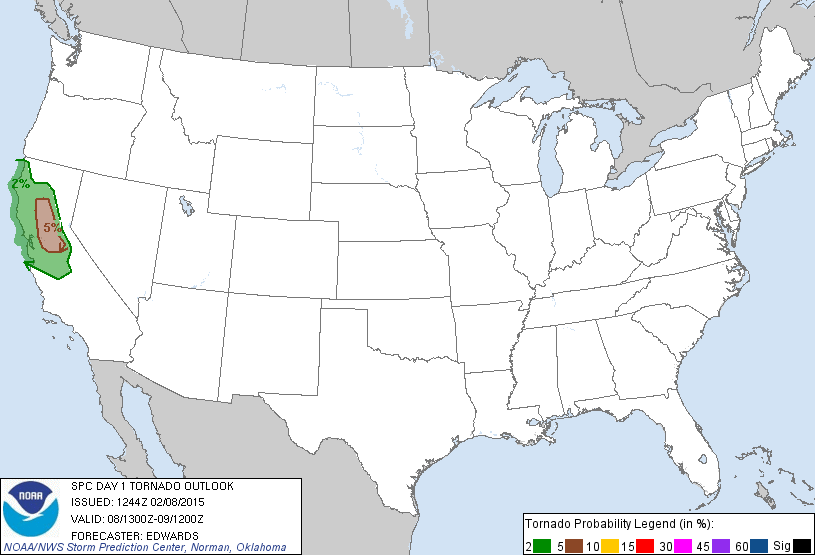 2%
5%
NOAA
SPC DAY 1 TORNADO OUTLOOK
ISSUED: 1244Z 02/08/2015
VALID: 08/1300Z-09/1200Z
FORECASTER: EDWARDS
NOAA/NWS Storm Prediction Center, Norman, Oklahoma
Tornado Probability Legend (in %):
2 5 10 15 30 45 60 Sig